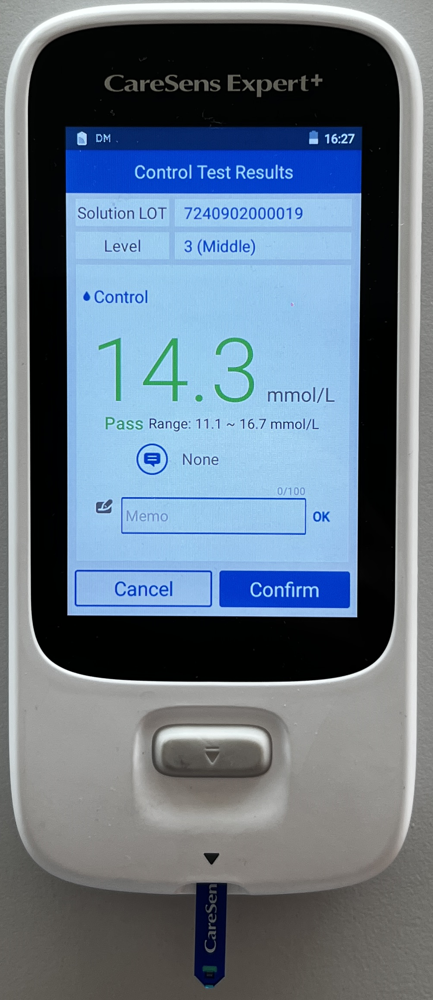 CareSens Expert+
DM 16:27
Control Test Results
Solution LOT 7240902000019
Level 3 (Middle)
Control
14.3 mmol/L
Pass Range: 11.1 ~ 16.7 mmol/L
None
0/100
Memo OK
Cancel Confirm
CareSen